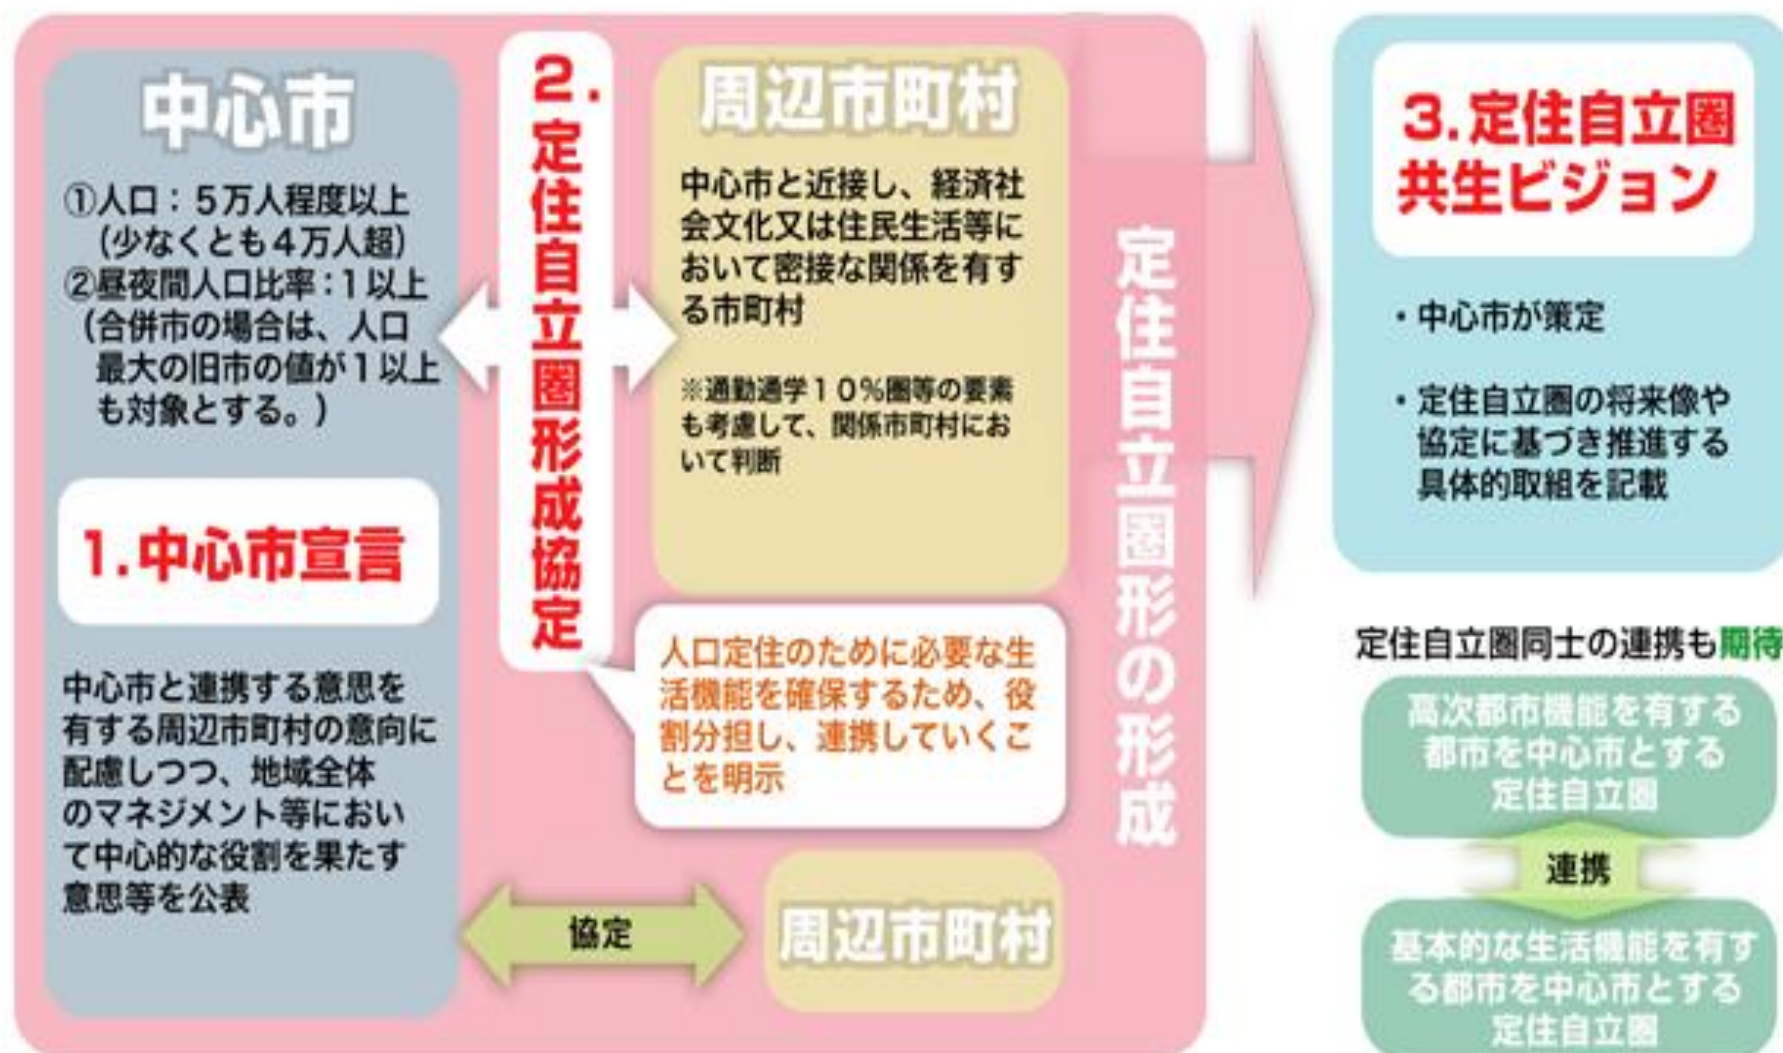 中心市
①人口：５万人程度以上
(少なくとも４万人超)
②昼夜間人口比率：１以上
(合併市の場合は、人口
最大の旧市の値が１以上
も対象とする。)
1.中心市宣言
中心市と連携する意思を
有する周辺市町村の意向に
配慮しつつ、地域全体
のマネジメント等におい
て中心的な役割を果たす
意思等を公表
2.定住自立圏形成協定
周辺市町村
中心市と近接し、経済社
会文化又は住民生活等に
おいて密接な関係を有す
る市町村
※通勤通学１０％圏等の要素
も考慮して、関係市町村にお
いて判断
人口定住のために必要な生
活機能を確保するため、役
割分担し、連携していくこ
とを明示
協定
周辺市町村
定住自立圏形の形成
3.定住自立圏
共生ビジョン
・中心市が策定
・定住自立圏の将来像や
協定に基づき推進する
具体的取組を記載
定住自立圏同士の連携も期待
高次都市機能を有する
都市を中心市とする
定住自立圏
連携
基本的な生活機能を有す
る都市を中心市とする
定住自立圏